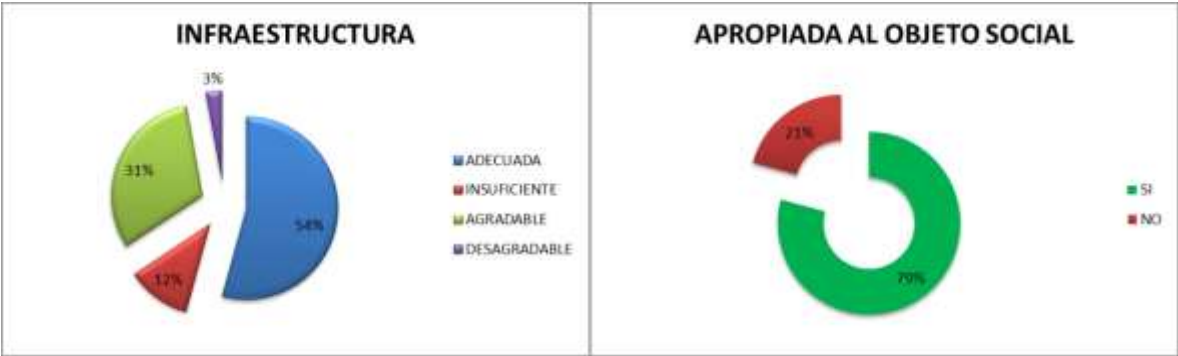 INFRAESTRUCTURA
3%
31%
54%
12%
ADECUADA
INSUFICIENTE
AGRADABLE
DESAGRADABLE
APROPIADA AL OBJETO SOCIAL
21%
79%
SI
NO